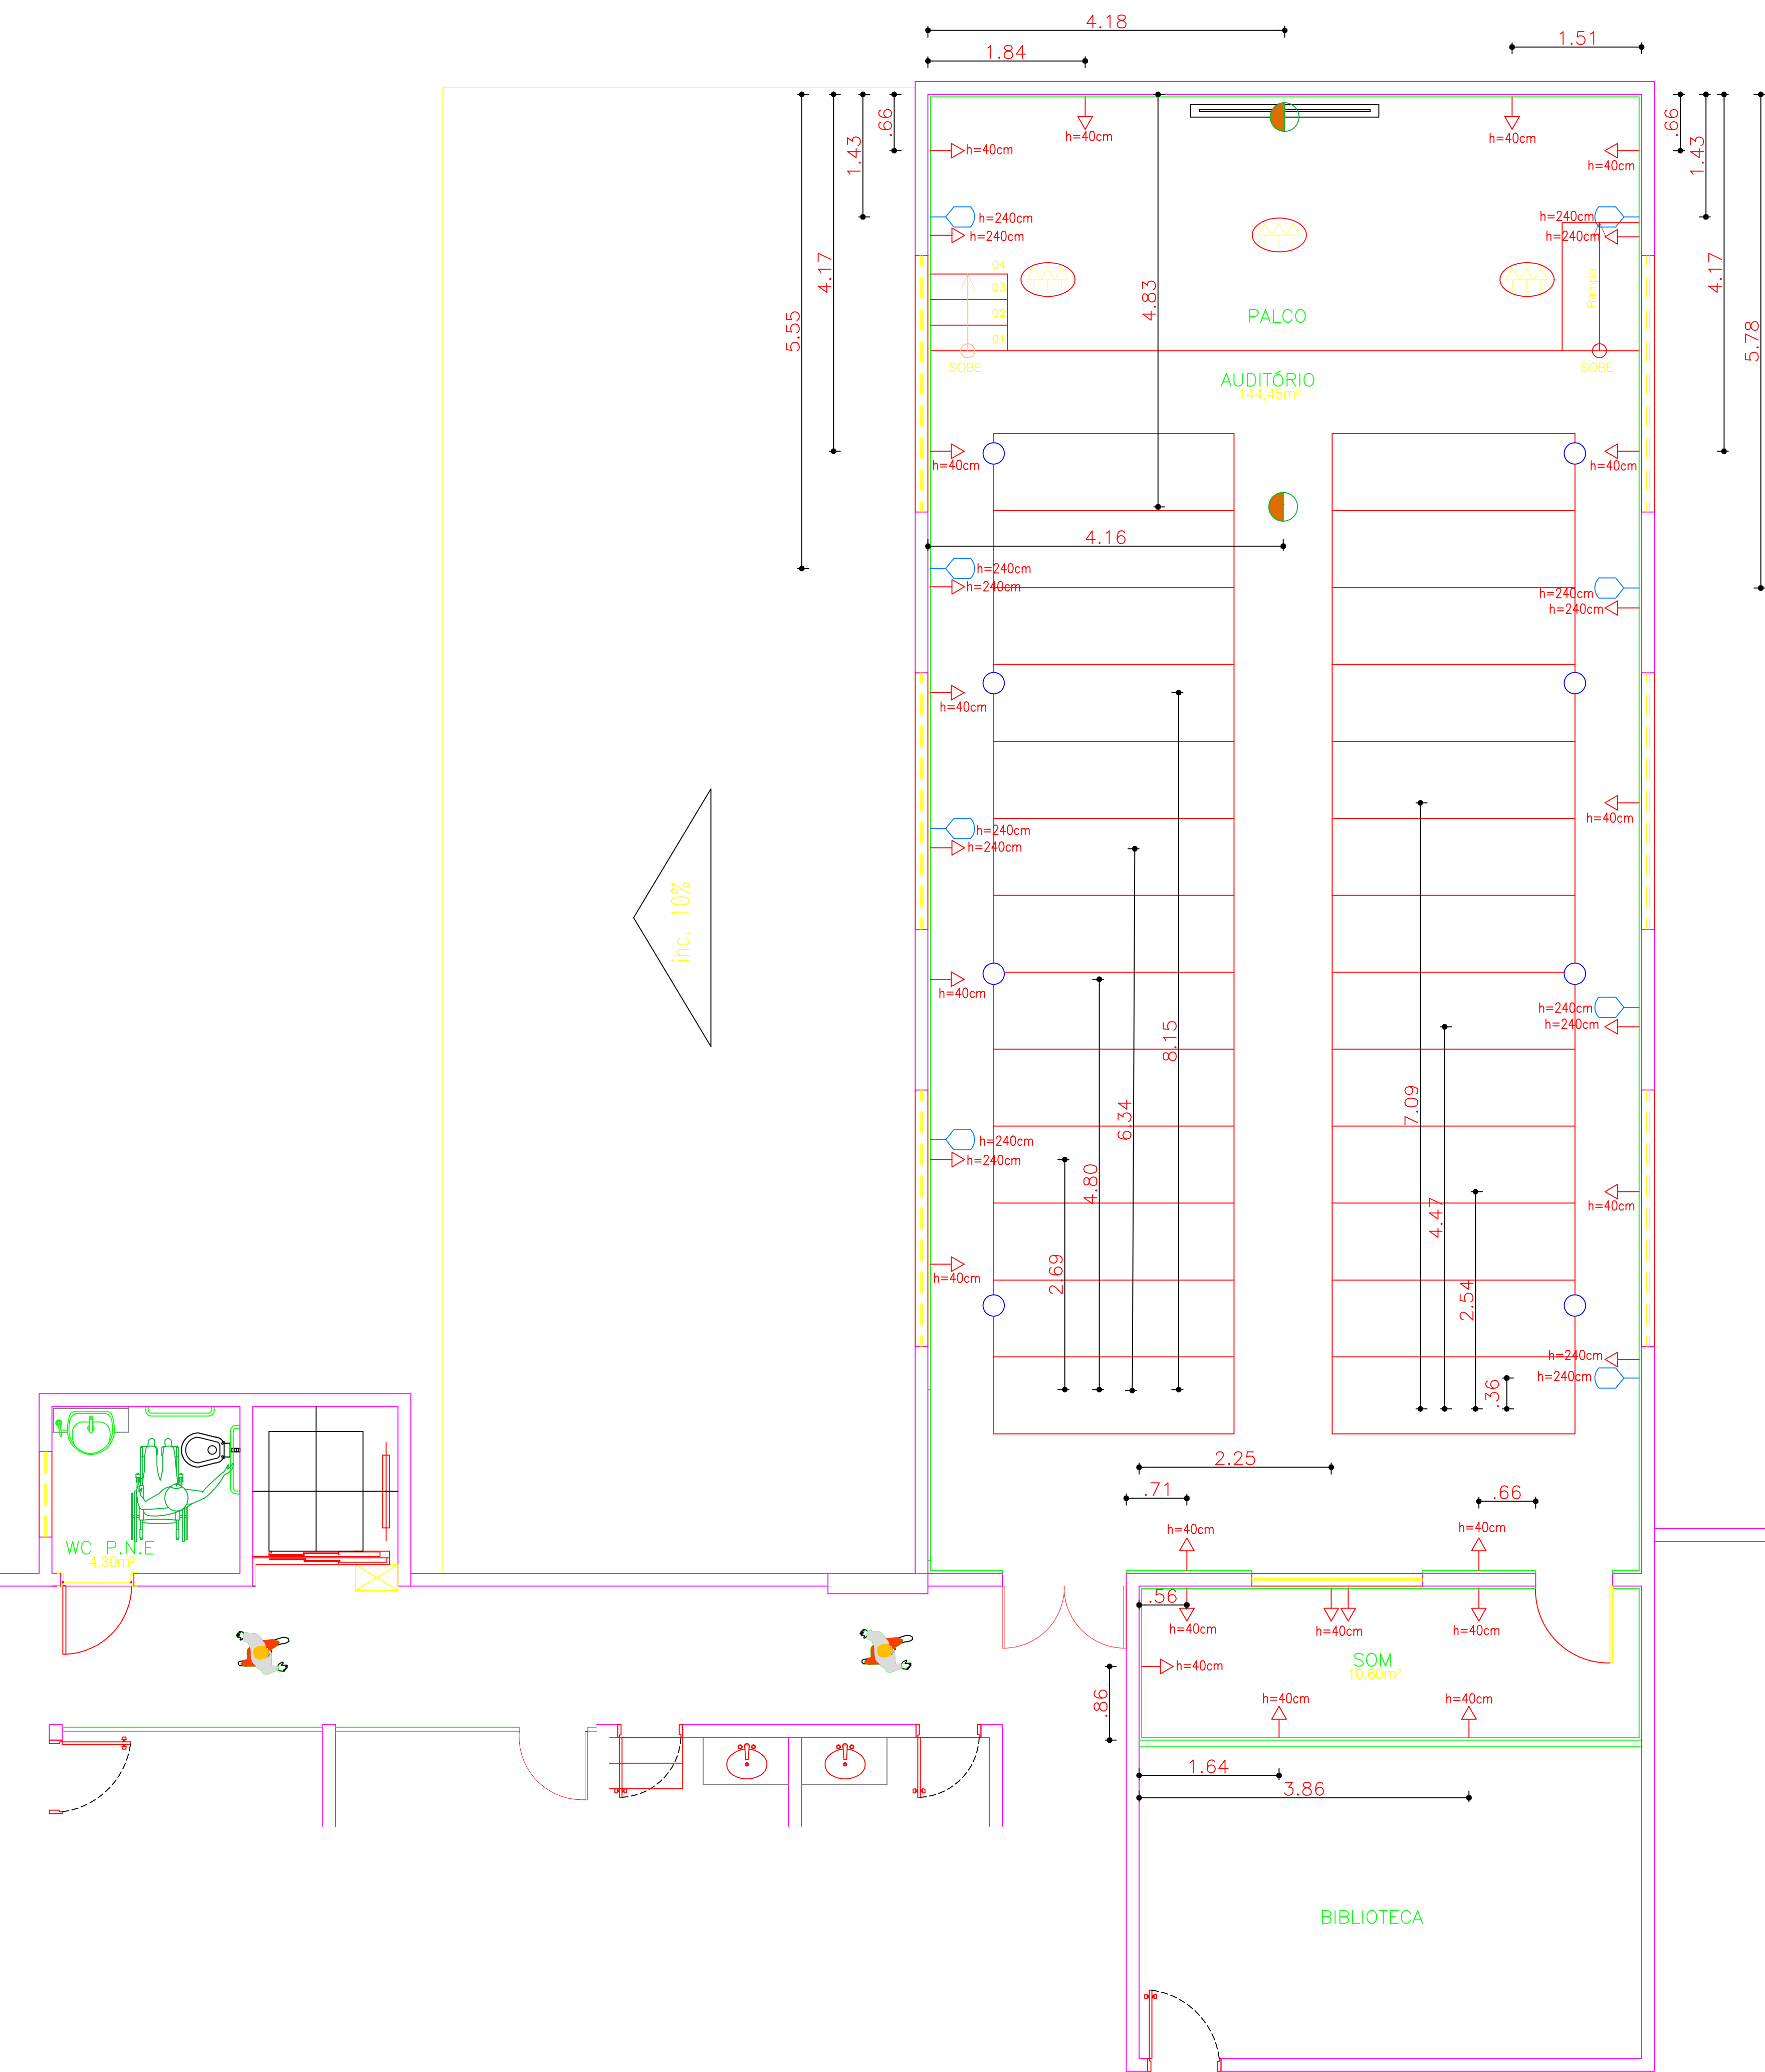 4.18
1.84
1.51
.66
1.43
4.17
5.55
h=40cm
h=40cm
h=40cm
h=40cm
.66
1.43
4.17
5.78
h=240cm
h=240cm
h=240cm
h=240cm
04
03
02
01
SOBE
4.83
PALCO
Rampa
SOBE
AUDITÓRIO
144,45m²
h=40cm
h=40cm
4.16
h=240cm
h=240cm
h=240cm
h=240cm
h=40cm
h=40cm
h=240cm
h=240cm
inc. 10%
h=40cm
h=240cm
h=240cm
8.15
6.34
4.80
2.69
7.09
4.47
2.54
.36
h=240cm
h=240cm
h=40cm
h=40cm
h=240cm
h=240cm
2.25
.71
.66
h=40cm
h=40cm
WC P.N.E
4.30m²
.56
h=40cm
h=40cm
h=40cm
h=40cm
SOM
10.60m²
.86
h=40cm
h=40cm
1.64
3.86
BIBLIOTECA